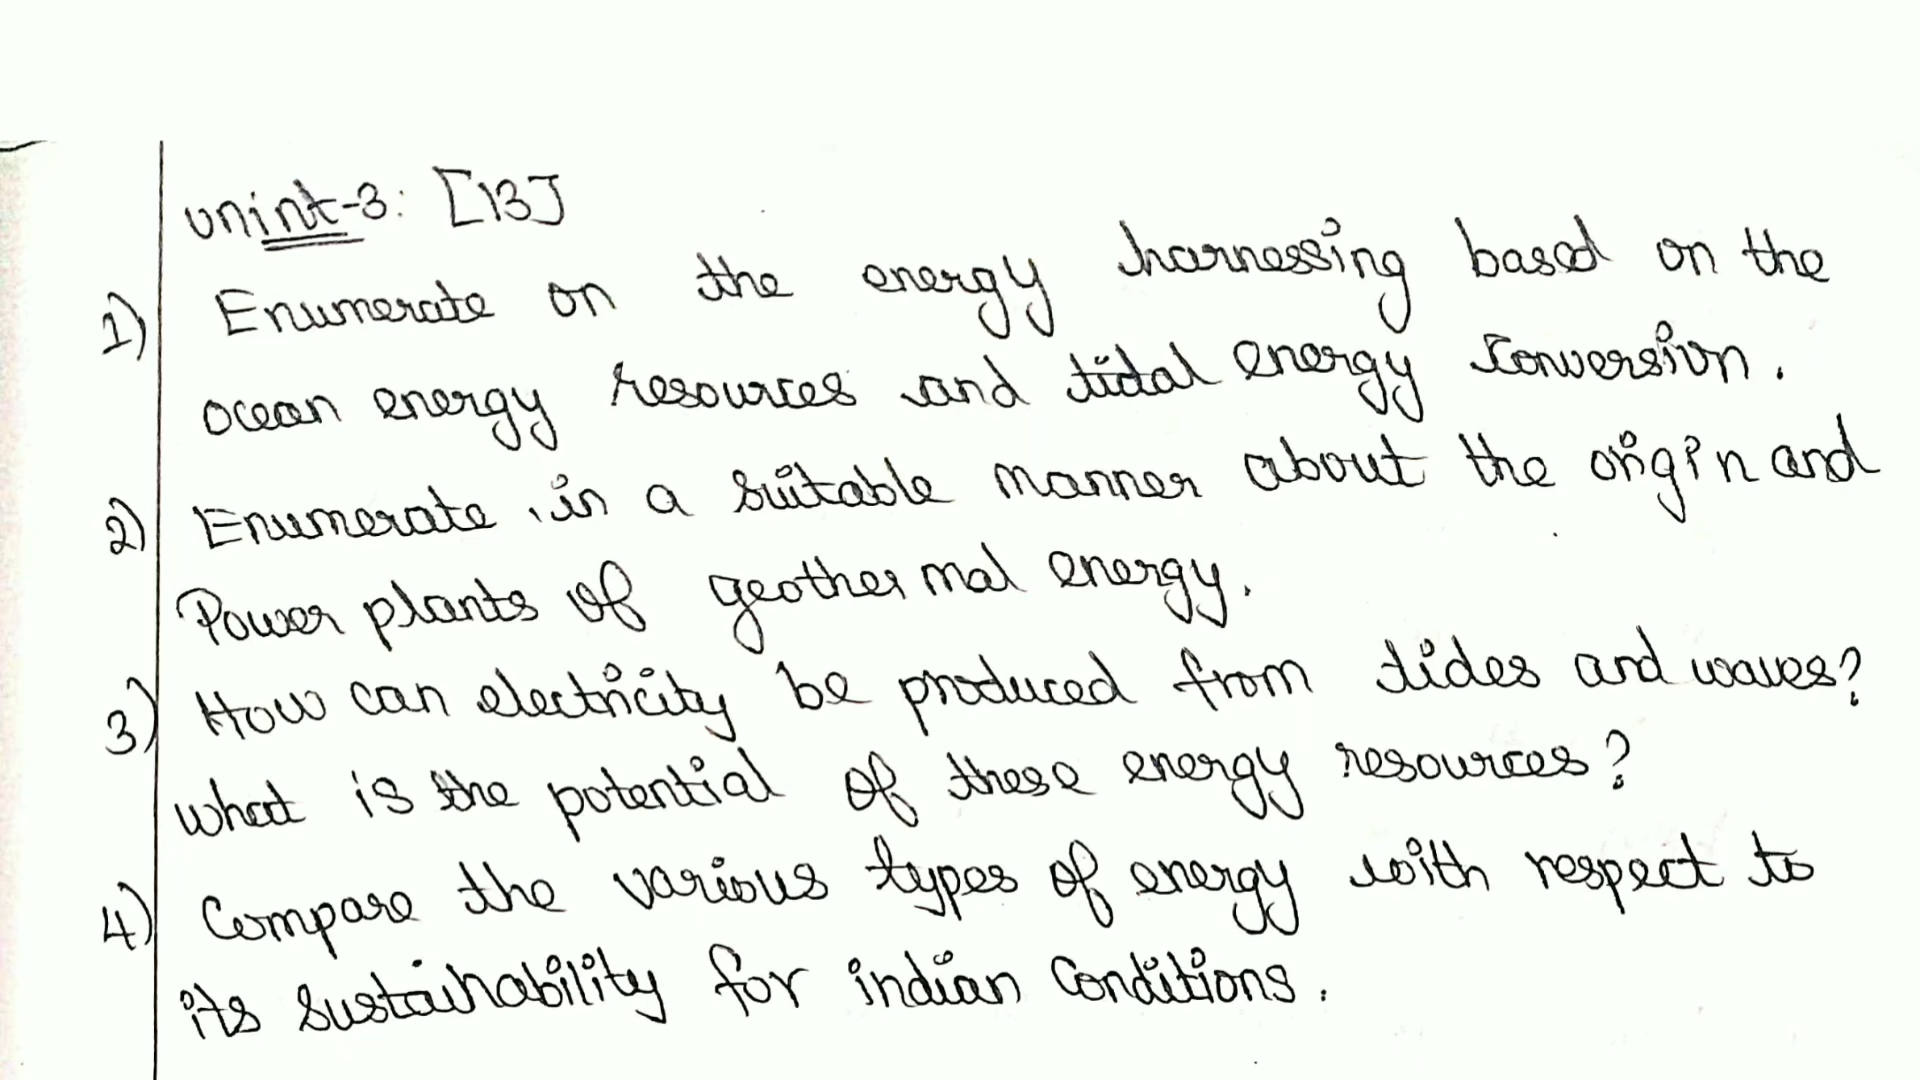 unint-3: [13]
1) Enumerate on the energy harnessing based on the
ocean energy resources and tidal energy conversion.
2) Enumerate in a suitable manner about the origin and
Power plants of geothermal energy.
3) How can electricity be produced from tides and waves?
what is the potential of these energy resources?
4) Compare the various types of energy with respect to
its sustainability for indian conditions.